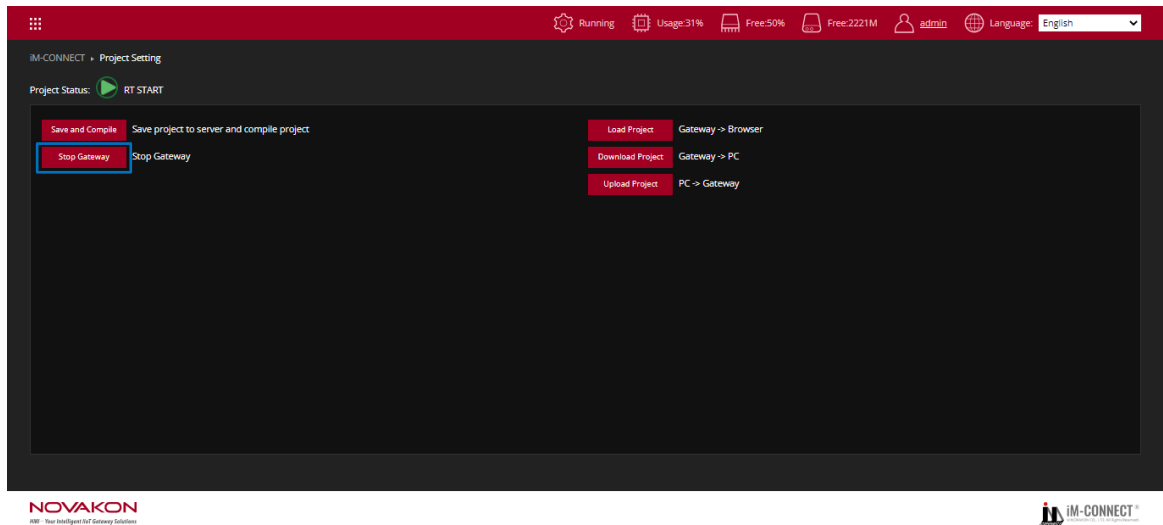 Running Usage:31% Free:50% Free:2221M admin Language: English
iM-CONNECT ▸ Project Setting
Project Status: RT START
Save and Compile Save project to server and compile project
Stop Gateway Stop Gateway
Load Project Gateway -> Browser
Download Project Gateway -> PC
Upload Project PC -> Gateway
NOVAKON
HMI - Your Intelligent IIoT Gateway Solutions
iM-CONNECT ®